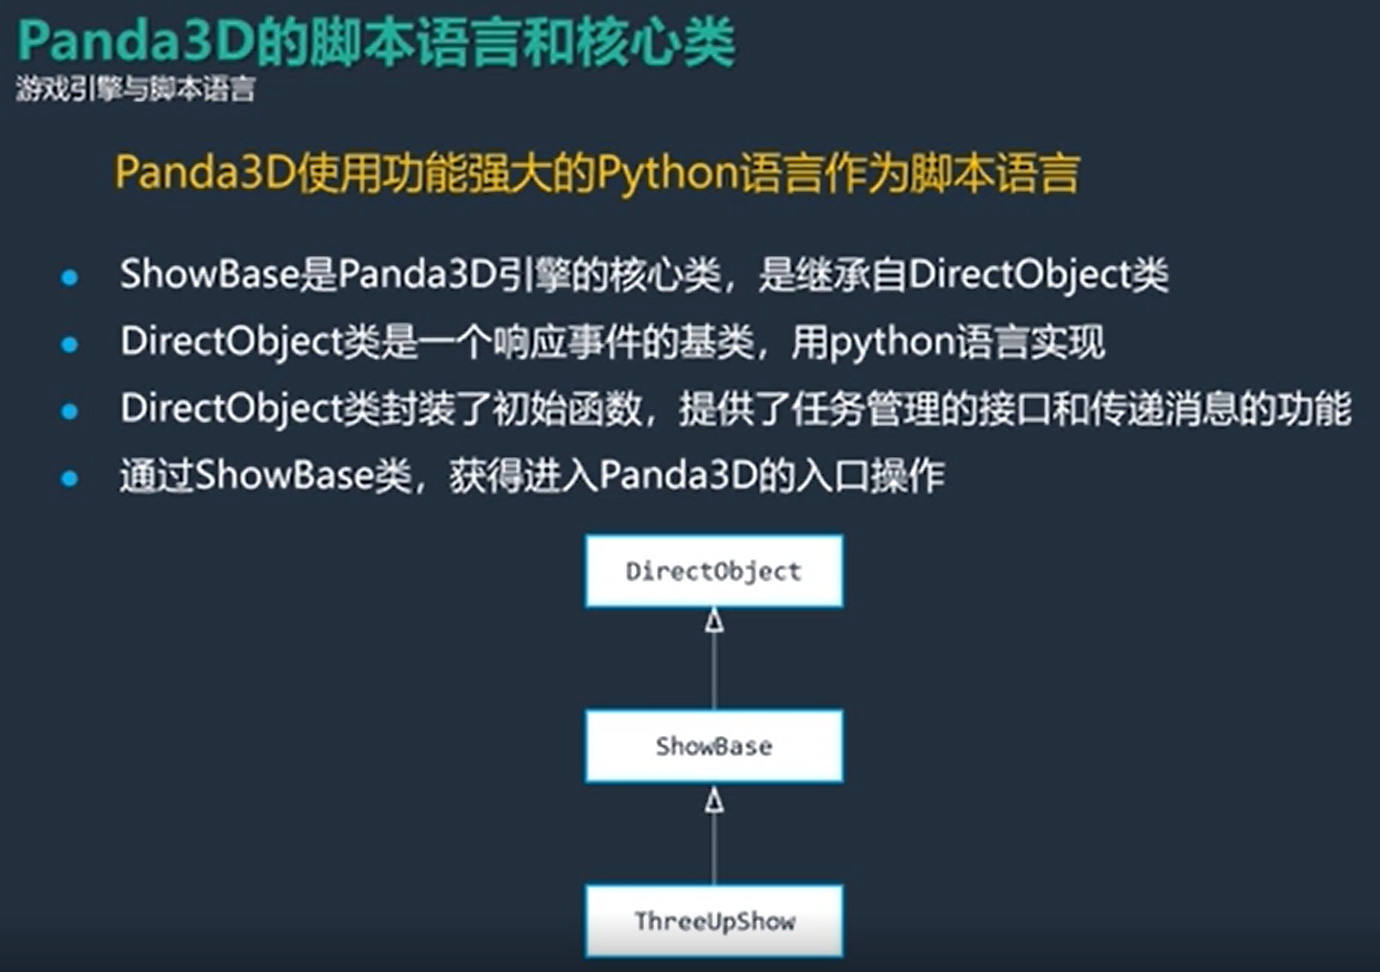 Panda3D的脚本语言和核心类
游戏引擎与脚本语言
Panda3D使用功能强大的Python语言作为脚本语言
ShowBase是Panda3D引擎的核心类，是继承自DirectObject类
DirectObject类是一个响应事件的基类，用python语言实现
DirectObject类封装了初始函数，提供了任务管理的接口和传递消息的功能
通过ShowBase类，获得进入Panda3D的入口操作
DirectObject
ShowBase
ThreeUpShow